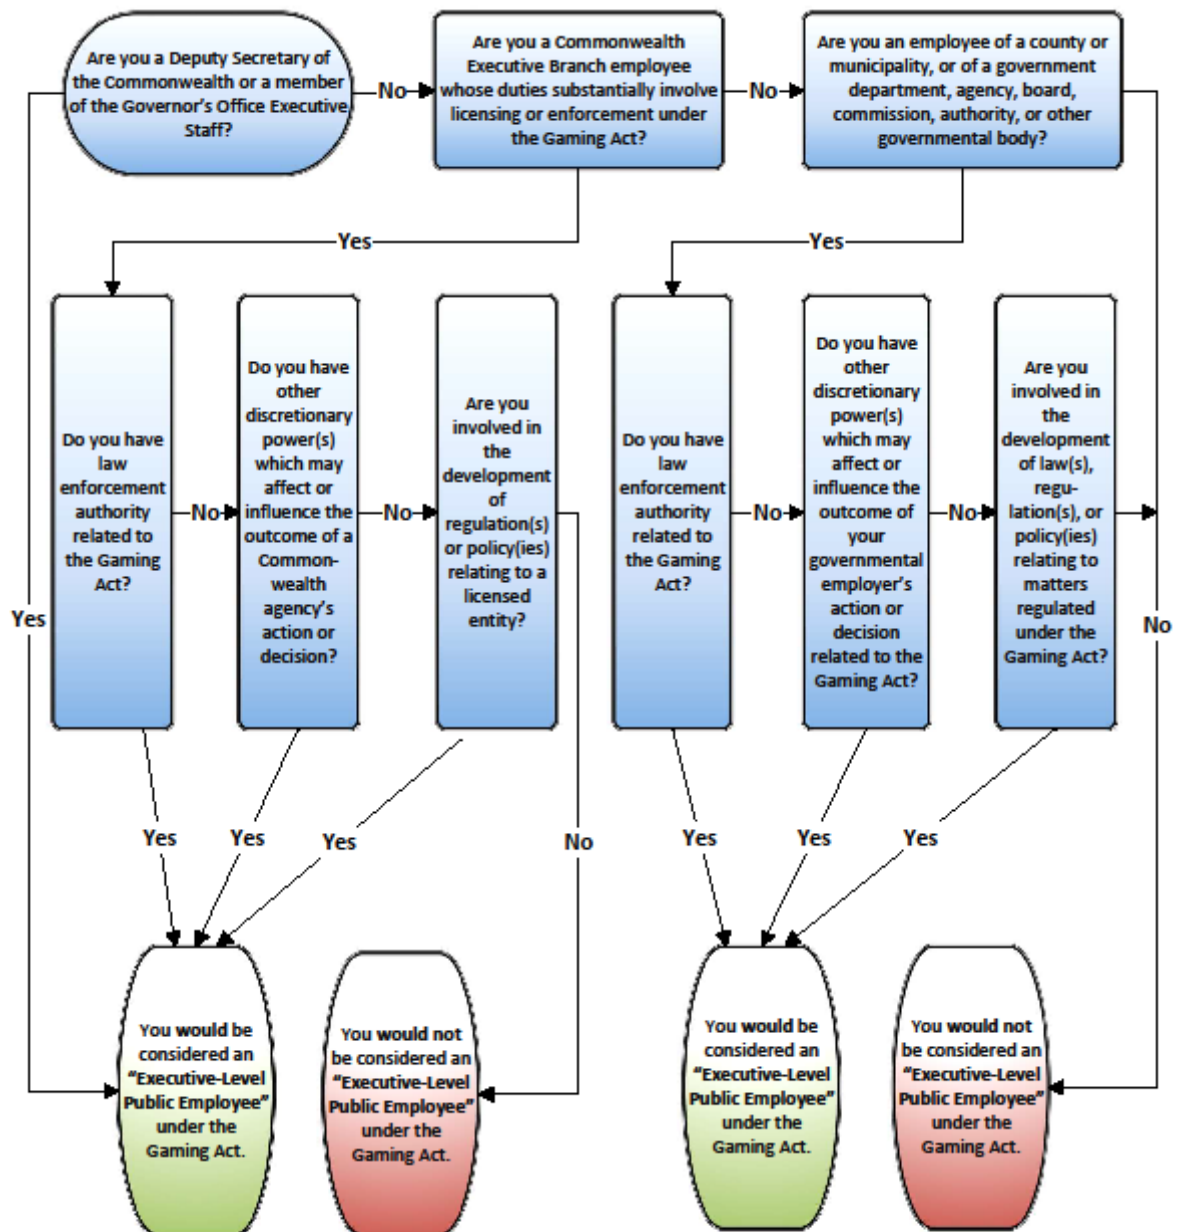 Are you a Deputy Secretary of
the Commonwealth or a member
of the Governor's Office Executive
Staff?
No
Are you a Commonwealth
Executive Branch employee
whose duties substantially involve
licensing or enforcement under
the Gaming Act?
No
Are you an employee of a county or
municipality, or of a government
department, agency, board,
commission, authority, or other
governmental body?
Yes
Yes
Do you have
law
enforcement
authority
related to
the Gaming
Act?
No
Do you have
other
discretionary
power(s)
which may
affect or
influence the
outcome of a
Common-
wealth
agency's
action or
decision?
No
Are you
involved in
the
development
of
regulation(s)
or policy(ies)
relating to a
licensed
entity?
Do you have
law
enforcement
authority
related to
the Gaming
Act?
No
Do you have
other
discretionary
power(s)
which may
affect or
influence the
outcome of
your
governmental
employer's
action or
decision
related to the
Gaming Act?
No
Are you
involved in
the
development
of law(s),
regu-
lation(s), or
policy(ies)
relating to
matters
regulated
under the
Gaming Act?
Yes
No
Yes
Yes
Yes
No
Yes
Yes
Yes
You would be
considered an
“Executive-Level
Public Employee”
under the
Gaming Act.
You would not
be considered an
“Executive-Level
Public Employee”
under the
Gaming Act.
You would be
considered an
“Executive-Level
Public Employee”
under the
Gaming Act.
You would not
be considered an
“Executive-Level
Public Employee”
under the
Gaming Act.